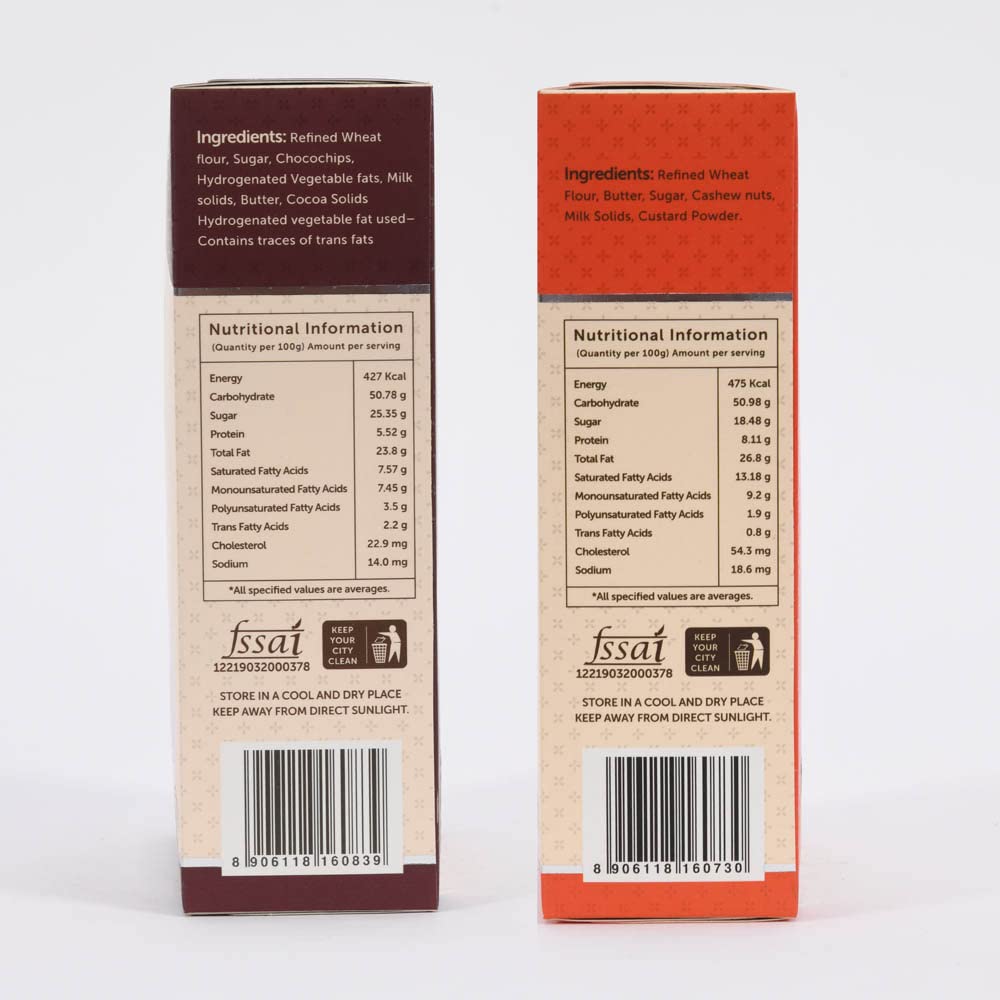 Ingredients: Refined Wheat
flour, Sugar, Chocochips,
Hydrogenated Vegetable fats, Milk
solids, Butter, Cocoa Solids
Hydrogenated vegetable fat used–
Contains traces of trans fats
Nutritional Information
(Quantity per 100g) Amount per serving
Energy 427 Kcal
Carbohydrate 50.78 g
Sugar 25.35 g
Protein 5.52 g
Total Fat 23.8 g
Saturated Fatty Acids 7.57 g
Monounsaturated Fatty Acids 7.45 g
Polyunsaturated Fatty Acids 3.5 g
Trans Fatty Acids 2.2 g
Cholesterol 22.9 mg
Sodium 14.0 mg
*All specified values are averages.
fssai
12219032000378
KEEP
YOUR
CITY
CLEAN
STORE IN A COOL AND DRY PLACE
KEEP AWAY FROM DIRECT SUNLIGHT.
8 906118 160839
Ingredients: Refined Wheat
Flour, Butter, Sugar, Cashew nuts,
Milk Solids, Custard Powder.
Nutritional Information
(Quantity per 100g) Amount per serving
Energy 475 Kcal
Carbohydrate 50.98 g
Sugar 18.48 g
Protein 8.11 g
Total Fat 26.8 g
Saturated Fatty Acids 13.18 g
Monounsaturated Fatty Acids 9.2 g
Polyunsaturated Fatty Acids 1.9 g
Trans Fatty Acids 0.8 g
Cholesterol 54.3 mg
Sodium 18.6 mg
*All specified values are averages.
fssai
12219032000378
KEEP
YOUR
CITY
CLEAN
STORE IN A COOL AND DRY PLACE
KEEP AWAY FROM DIRECT SUNLIGHT.
8 906118 160730